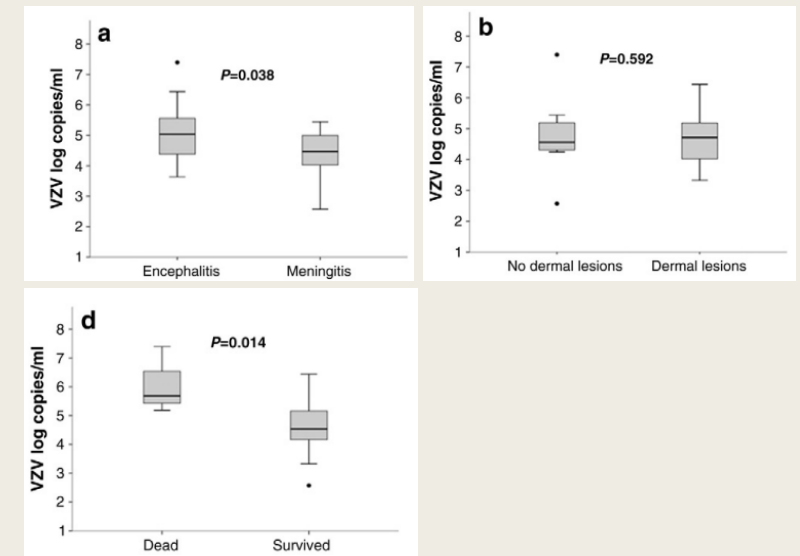 a
P=0.038
VZV log copies/ml
8
7
6
5
4
3
2
1
Encephalitis Meningitis
b
P=0.592
VZV log copies/ml
8
7
6
5
4
3
2
1
No dermal lesions Dermal lesions
d
P=0.014
VZV log copies/ml
8
7
6
5
4
3
2
1
Dead Survived